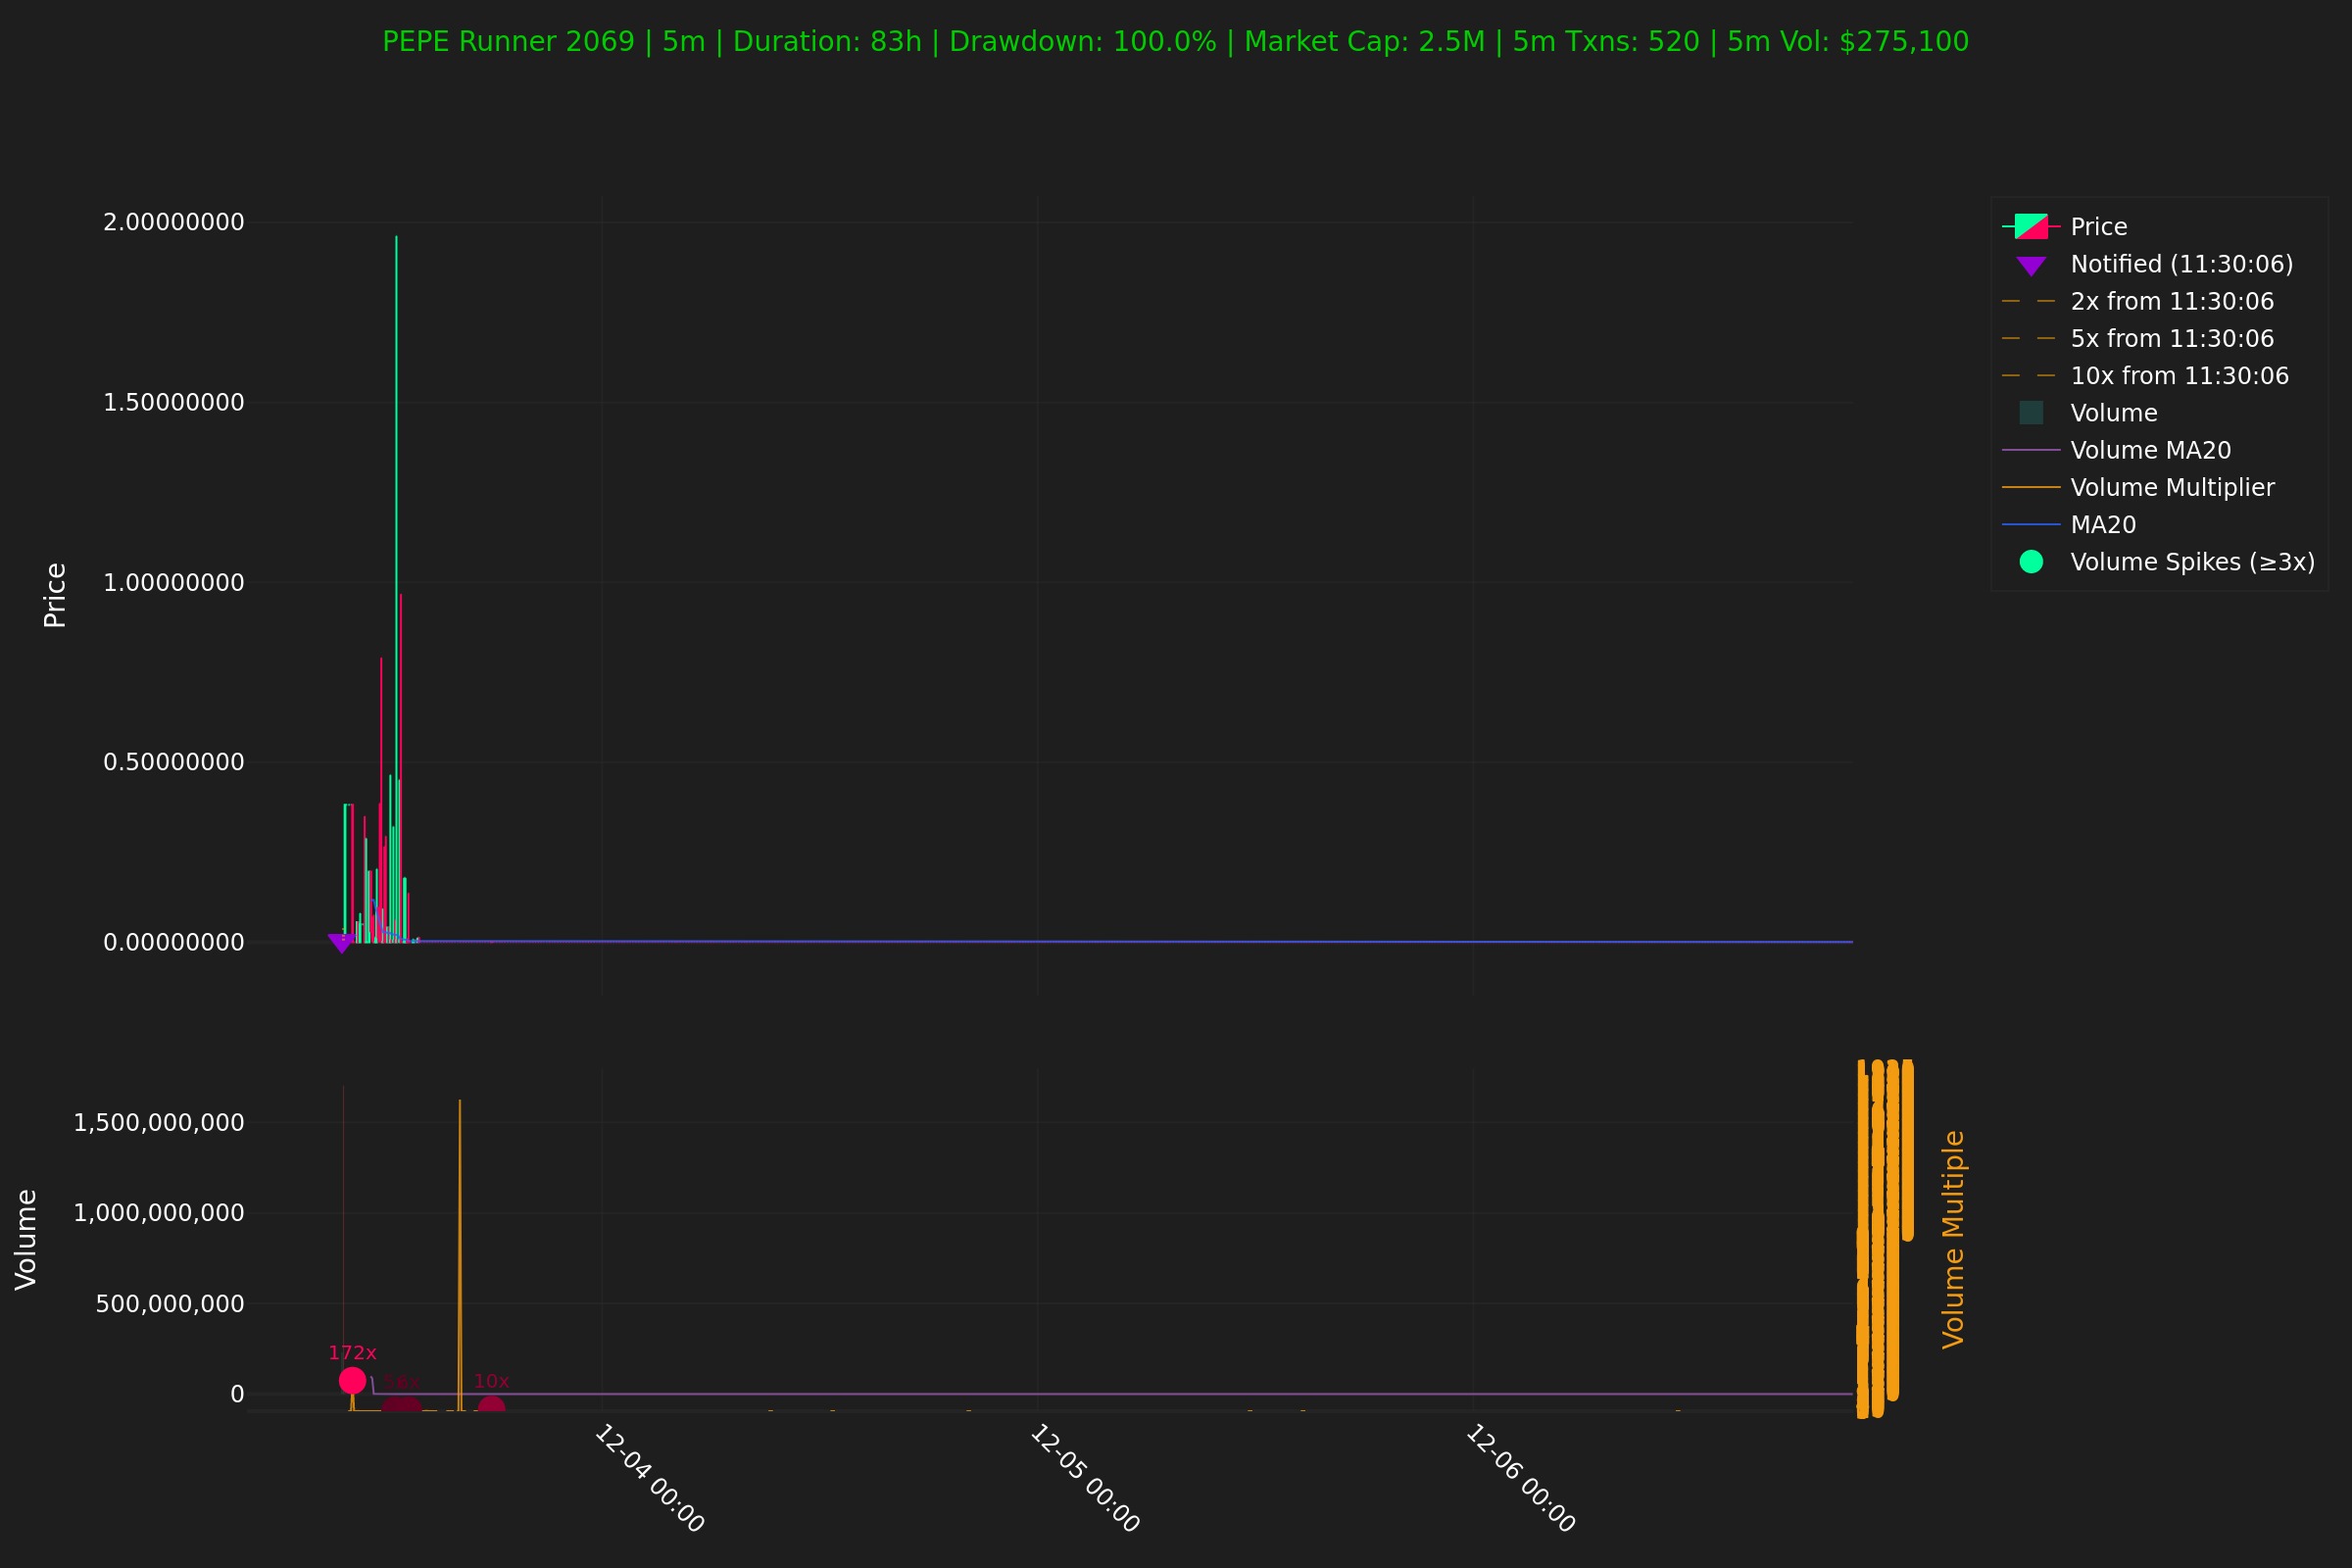 PEPE Runner 2069 | 5m | Duration: 83h | Drawdown: 100.0% | Market Cap: 2.5M | 5m Txns: 520 | 5m Vol: $275,100
2.00000000
1.50000000
1.00000000
0.50000000
0.00000000
Price
Price
Notified (11:30:06)
2x from 11:30:06
5x from 11:30:06
10x from 11:30:06
Volume
Volume MA20
Volume Multiplier
MA20
Volume Spikes (≥3x)
1,500,000,000
1,000,000,000
500,000,000
0
Volume
172x
10x
Volume Multiple
12-04 00:00
12-05 00:00
12-06 00:00